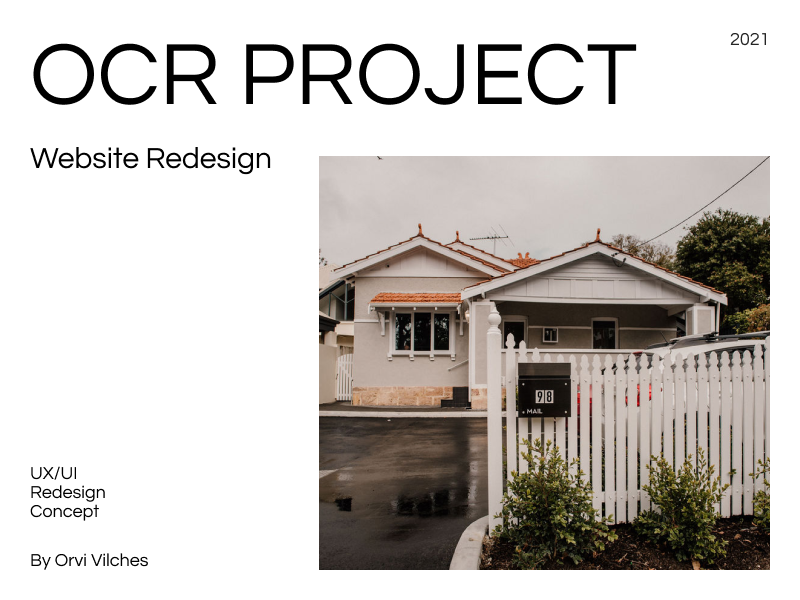 OCR PROJECT
2021
Website Redesign
98
MAIL
UX/UI
Redesign
Concept
By Orvi Vilches